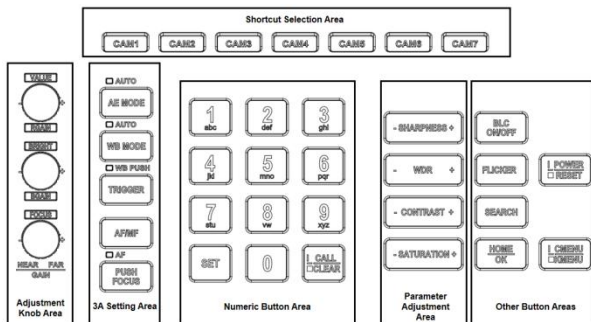 Shortcut Selection Area
CAM1 CAM2 CAM3 CAM4 CAM5 CAM6 CAM7
VALUE
RGAIN
BRIGHT
BGAIN
FOCUS
NEAR FAR
GAIN
Adjustment
Knob Area
AUTO
AE MODE
AUTO
WB MODE
WB PUSH
TRIGGER
AF/MF
AF
PUSH
FOCUS
3A Setting Area
1 2 3
abc def ghi
4 5 6
jkl mno pqr
7 8 9
stu vw xyz
SET 0 CALL
CLEAR
Numeric Button Area
- SHARPNESS +
- WDR +
- CONTRAST +
- SATURATION +
Parameter
Adjustment
Area
BLC
ON/OFF
FLICKER
POWER
RESET
SEARCH
HOME
OK
CMENU
KMENU
Other Button Areas